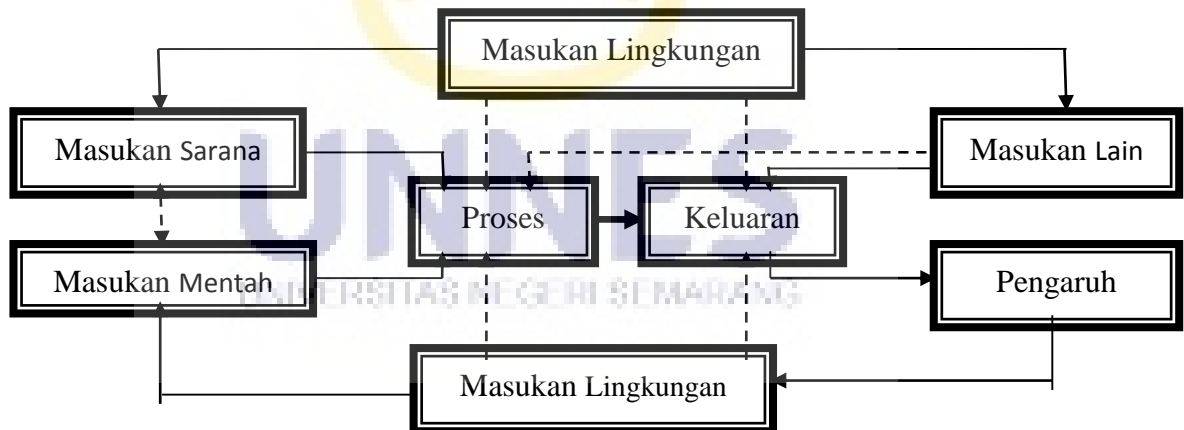 Masukan Lingkungan
Masukan Sarana
Masukan Lain
UNNES
Proses
Keluaran
Masukan Mentah
UNIVERSITAS NEGERI SEMARANG
Pengaruh
Masukan Lingkungan